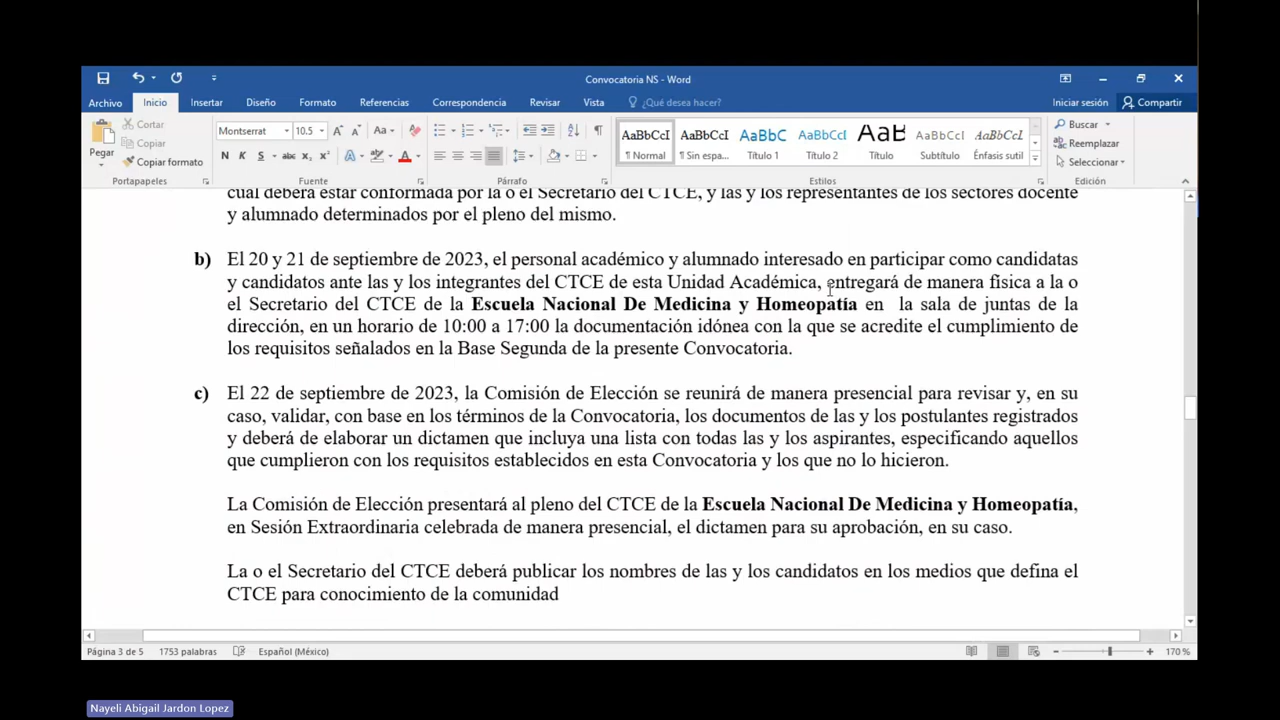 Convocatoria NS - Word
Archivo Inicio Insertar Diseño Formato Referencias Correspondencia Revisar Vista ¿Qué desea hacer? Iniciar sesión Compartir
Pegar
Cortar
Copiar
Copiar formato
Portapapeles
Montserrat 10.5
N K S abc x₂ x²
Fuente
Párrafo
AaBbCcI AaBbCcI AaBbC AaBbCcI AaB AaBbCcI AaBbCcI
¶ Normal ¶ Sin espa... Título 1 Título 2 Título Subtítulo Énfasis sutil
Estilos
Buscar
Reemplazar
Seleccionar
Edición
cual deberá estar conformada por la o el Secretario del CTCE, y las y los representantes de los sectores docente
y alumnado determinados por el pleno del mismo.
b) El 20 y 21 de septiembre de 2023, el personal académico y alumnado interesado en participar como candidatas
y candidatos ante las y los integrantes del CTCE de esta Unidad Académica, entregará de manera física a la o
el Secretario del CTCE de la Escuela Nacional De Medicina y Homeopatía en la sala de juntas de la
dirección, en un horario de 10:00 a 17:00 la documentación idónea con la que se acredite el cumplimiento de
los requisitos señalados en la Base Segunda de la presente Convocatoria.
c) El 22 de septiembre de 2023, la Comisión de Elección se reunirá de manera presencial para revisar y, en su
caso, validar, con base en los términos de la Convocatoria, los documentos de las y los postulantes registrados
y deberá de elaborar un dictamen que incluya una lista con todas las y los aspirantes, especificando aquellos
que cumplieron con los requisitos establecidos en esta Convocatoria y los que no lo hicieron.
La Comisión de Elección presentará al pleno del CTCE de la Escuela Nacional De Medicina y Homeopatía,
en Sesión Extraordinaria celebrada de manera presencial, el dictamen para su aprobación, en su caso.
La o el Secretario del CTCE deberá publicar los nombres de las y los candidatos en los medios que defina el
CTCE para conocimiento de la comunidad
Página 3 de 5 1753 palabras Español (México) 170 %
Nayeli Abigail Jardon Lopez